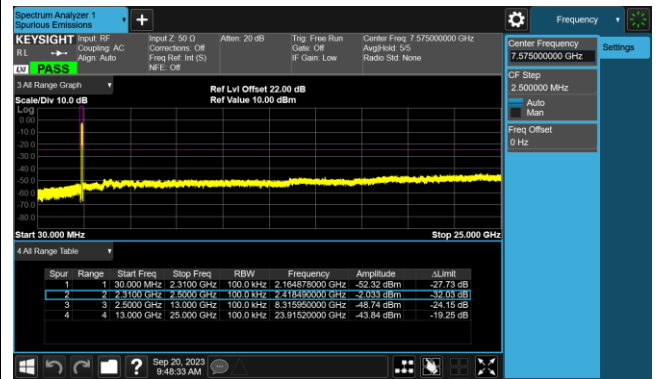 Spectrum Analyzer 1
Spurious Emissions
Frequency
KEYSIGHT Input: RF Input Z: 50 Ω Atten: 20 dB Trig: Free Run Center Freq: 7.575000000 GHz
RL Coupling: AC Corrections: Off Gate: Off Avg|Hold: 5/5
Align: Auto Freq Ref: Int (S) IF Gain: Low Radio Std: None
NFE: Off
LXI PASS
Center Frequency
7.575000000 GHz
Settings
CF Step
2.500000 MHz
Auto
Man
Freq Offset
0 Hz
3 All Range Graph
Ref Lvl Offset 22.00 dB
Scale/Div 10.0 dB Ref Value 10.00 dBm
Log
0.00
-10.0
-20.0
-30.0
-40.0
-50.0
-60.0
-70.0
-80.0
Start 30.000 MHz Stop 25.000 GHz
4 All Range Table
Spur Range Start Freq Stop Freq RBW Frequency Amplitude ΔLimit
1 1 30.000 MHz 2.3100 GHz 100.0 kHz 2.164878000 GHz -52.32 dBm -27.73 dB
2 2 2.3100 GHz 2.5000 GHz 100.0 kHz 2.418490000 GHz -2.033 dBm -32.03 dB
3 3 2.5000 GHz 13.000 GHz 100.0 kHz 8.315950000 GHz -48.74 dBm -24.15 dB
4 4 13.000 GHz 25.000 GHz 100.0 kHz 23.91520000 GHz -43.84 dBm -19.25 dB
Sep 20, 2023
9:48:33 AM